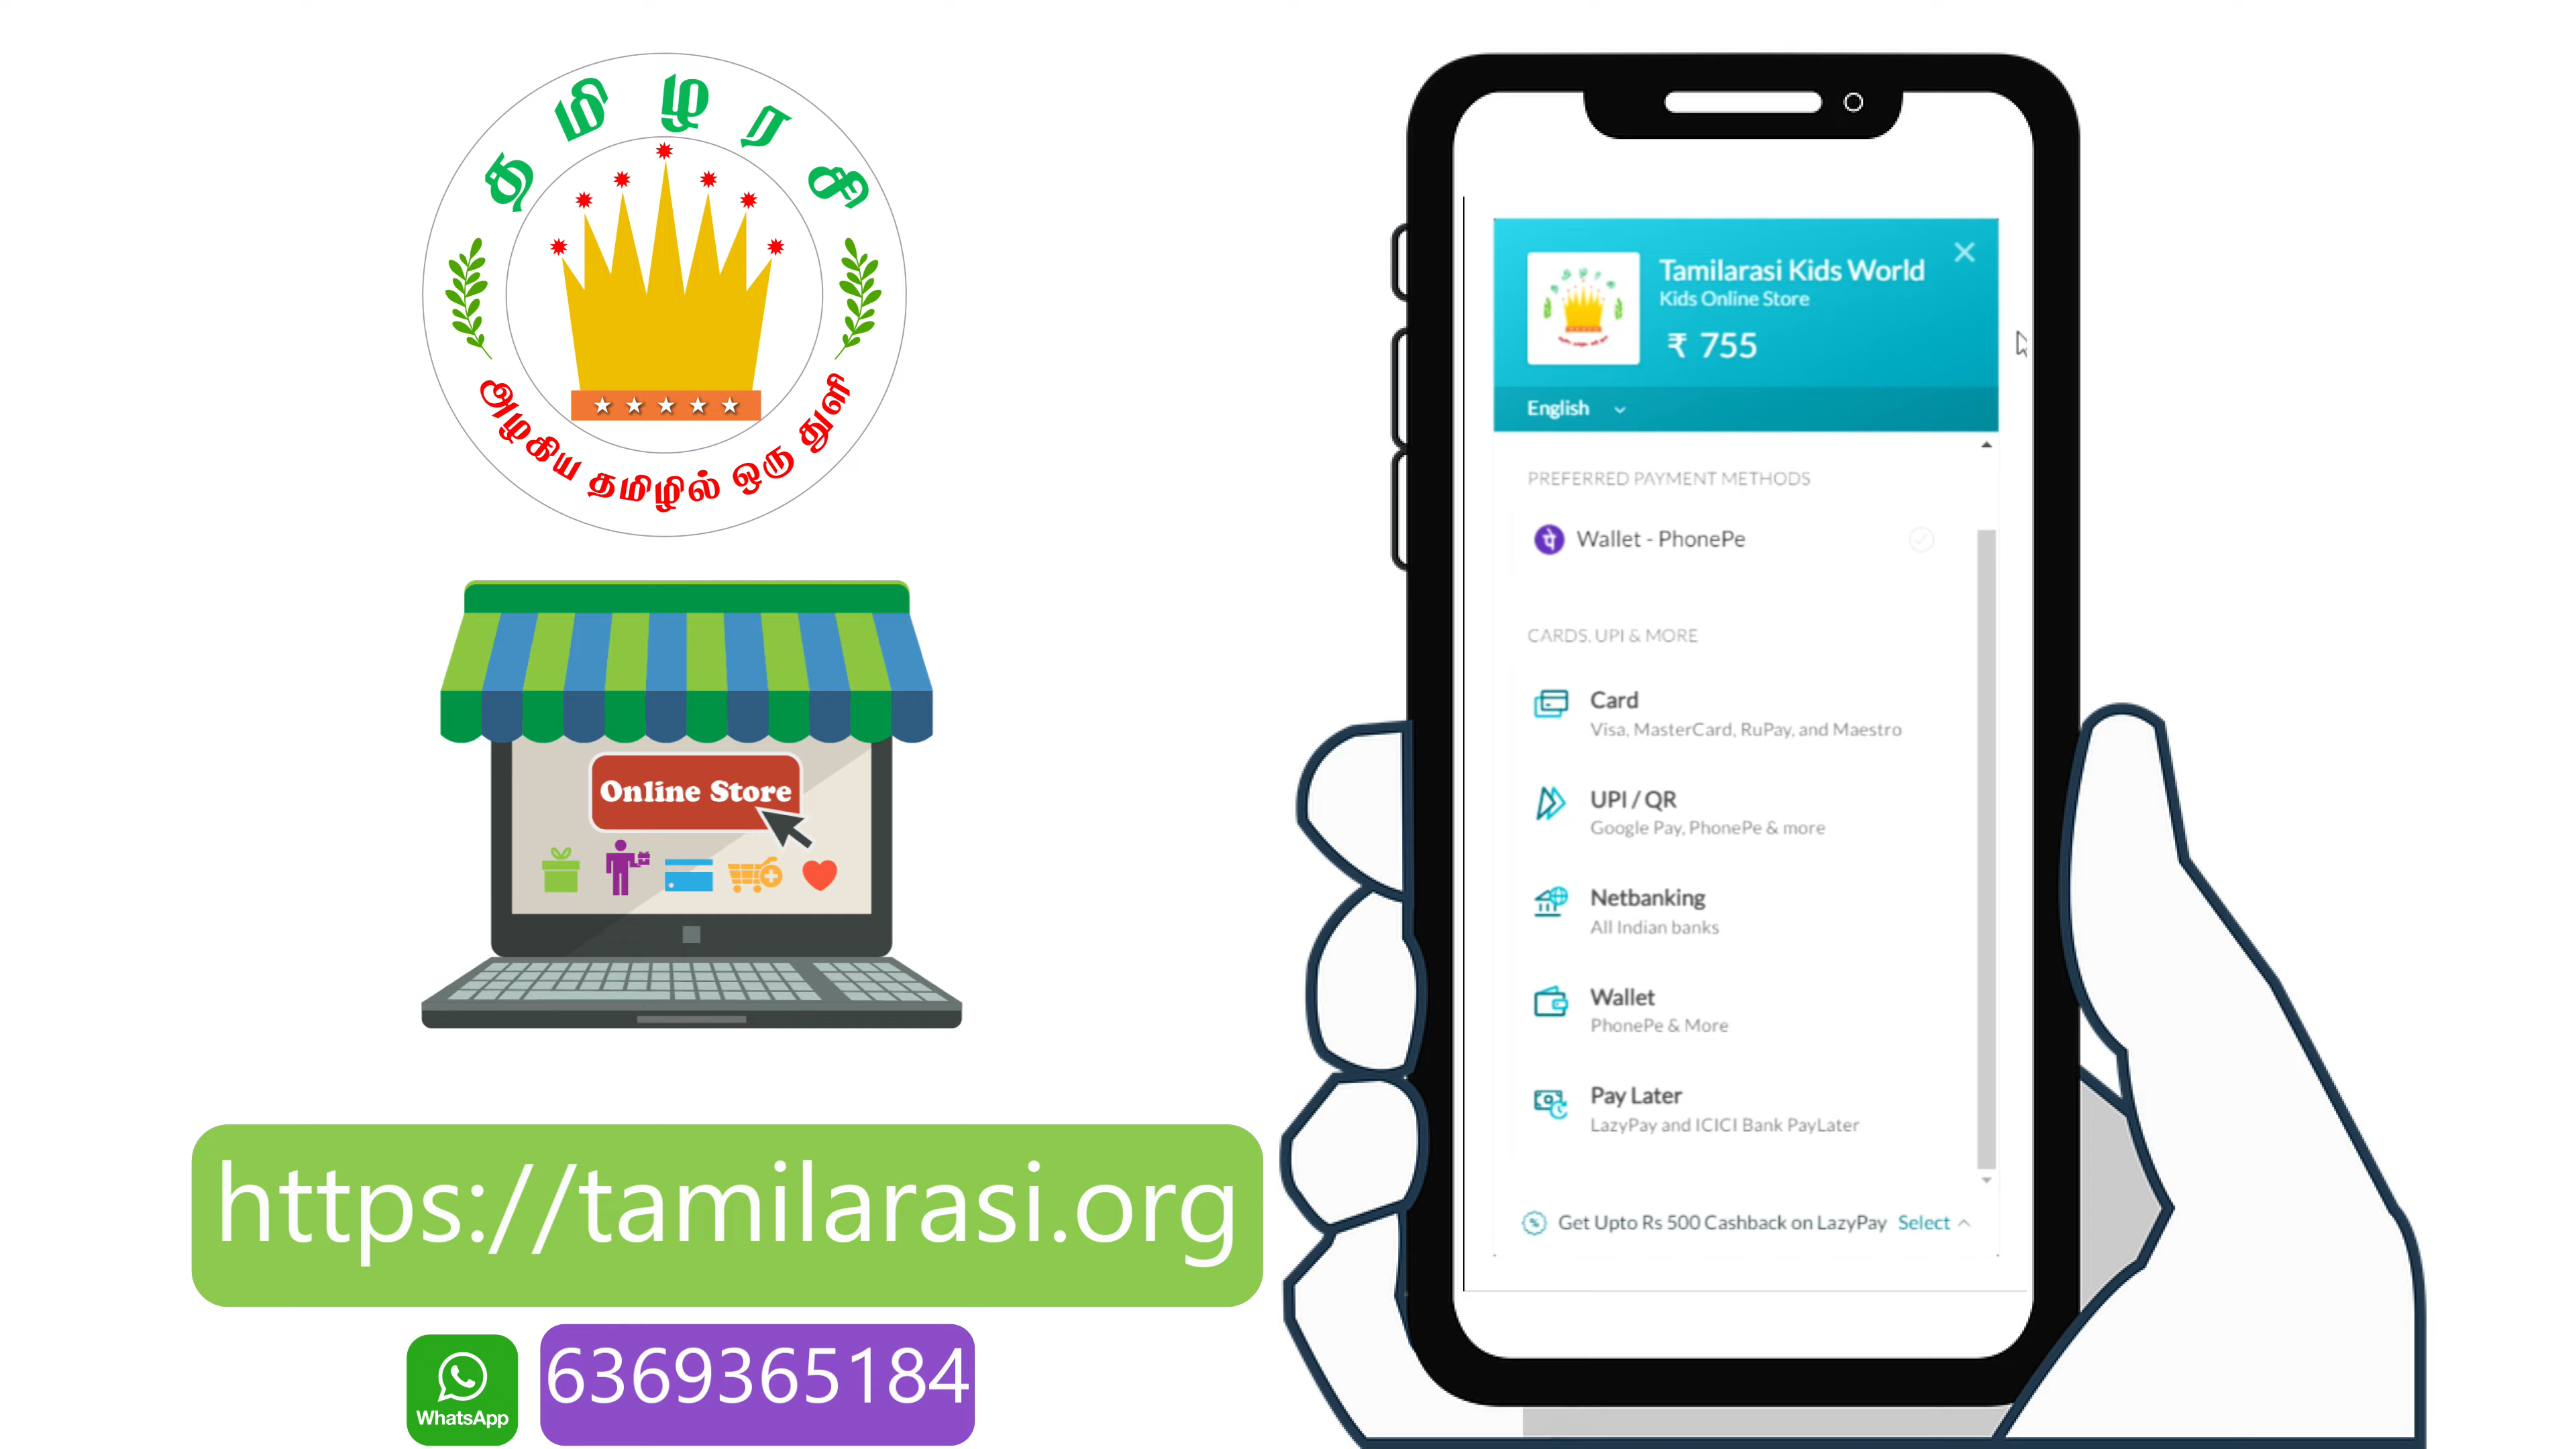 தமிழரசி
அழகிய தமிழில் ஒரு துளி
Online Store
https://tamilarasi.org
WhatsApp
6369365184
Tamilarasi Kids World
Kids Online Store
₹ 755
English
PREFERRED PAYMENT METHODS
पे
Wallet - PhonePe
CARDS, UPI & MORE
Card
Visa, MasterCard, RuPay, and Maestro
UPI / QR
Google Pay, PhonePe & more
Netbanking
All Indian banks
Wallet
PhonePe & More
Pay Later
LazyPay and ICICI Bank PayLater
Get Upto Rs 500 Cashback on LazyPay Select